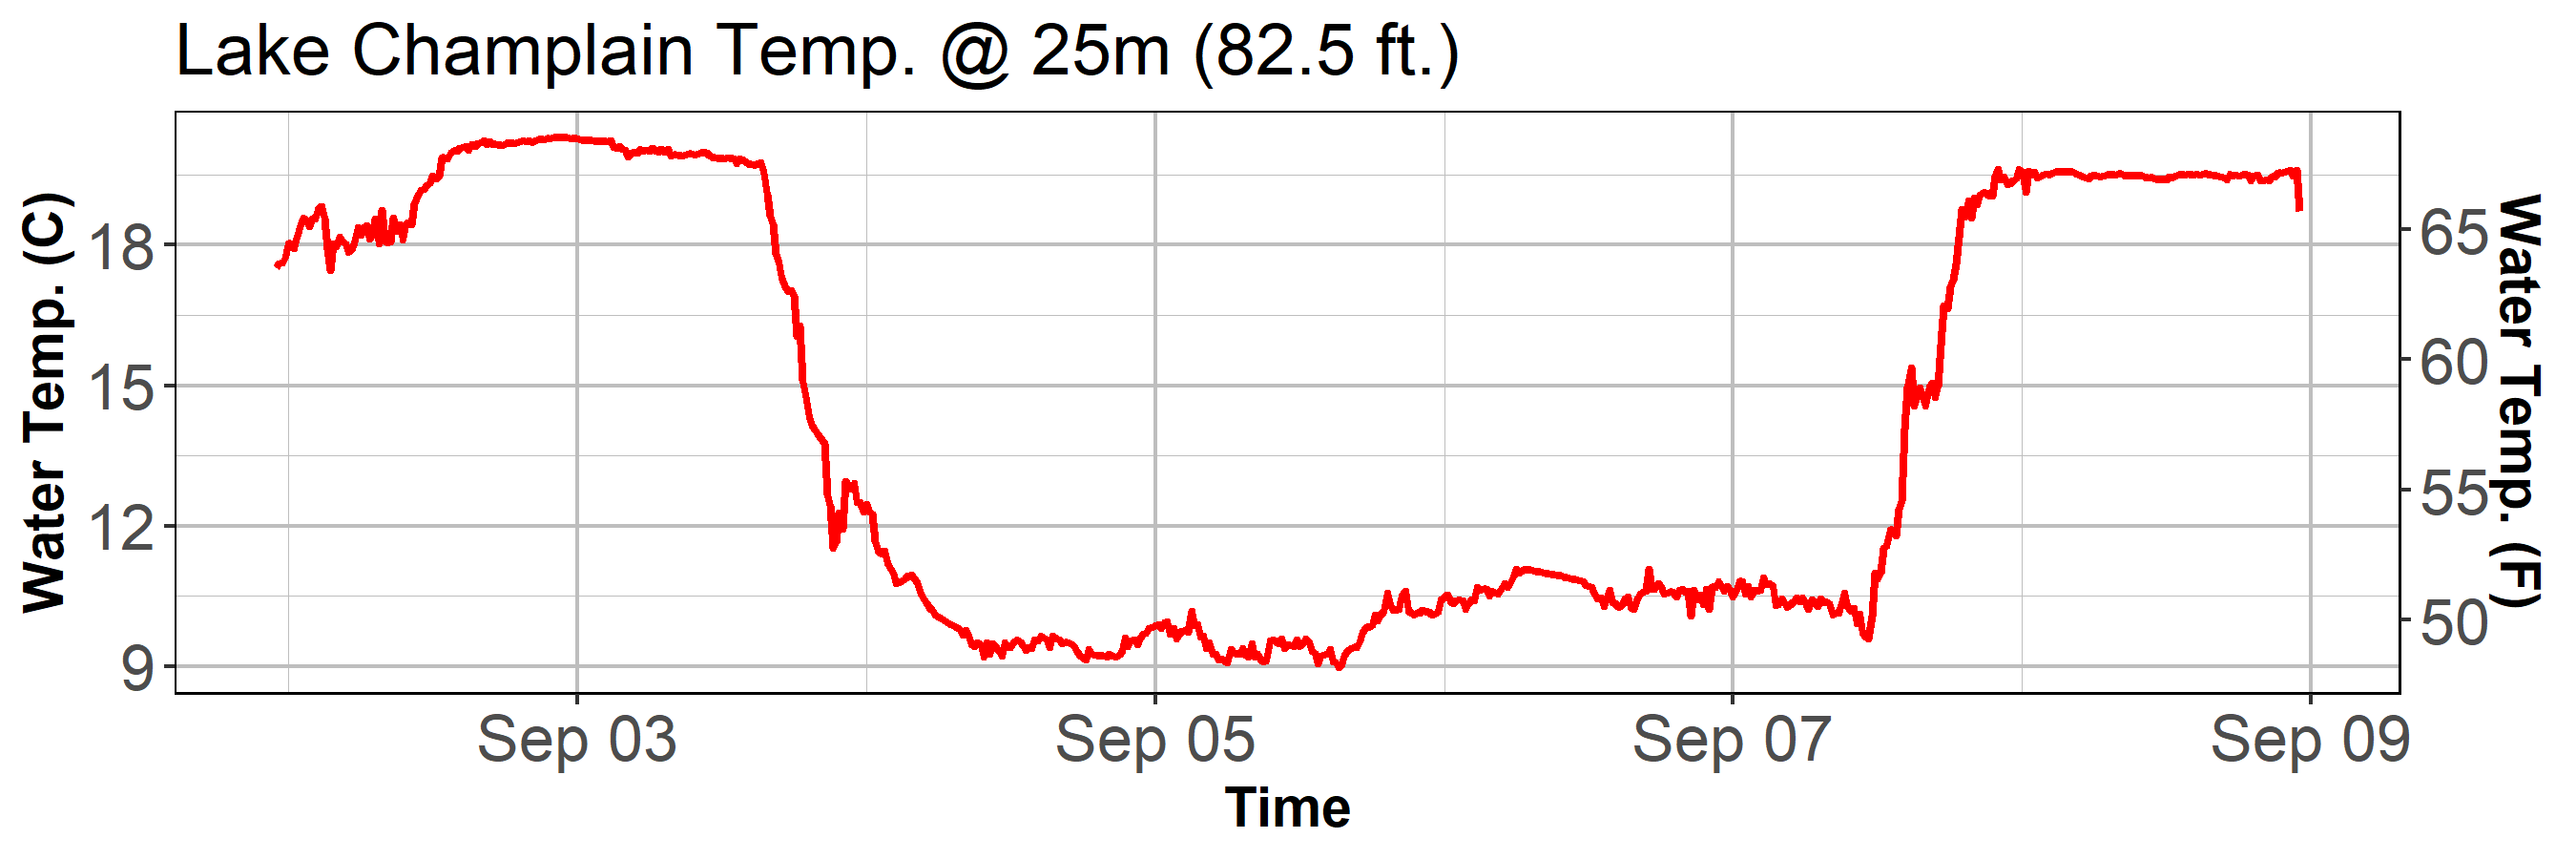 Lake Champlain Temp. @ 25m (82.5 ft.)
Water Temp. (C)
18
15
12
9
65
60
55
50
Water Temp. (F)
Sep 03 Sep 05 Sep 07 Sep 09
Time